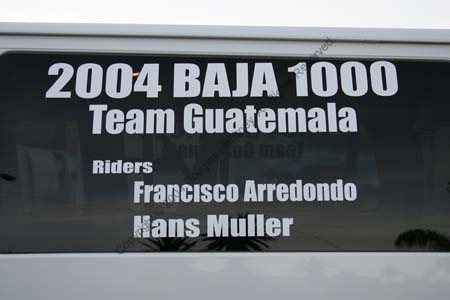 2004 BAJA 1000
Team Guatemala
Riders
Francisco Arredondo
Hans Muller